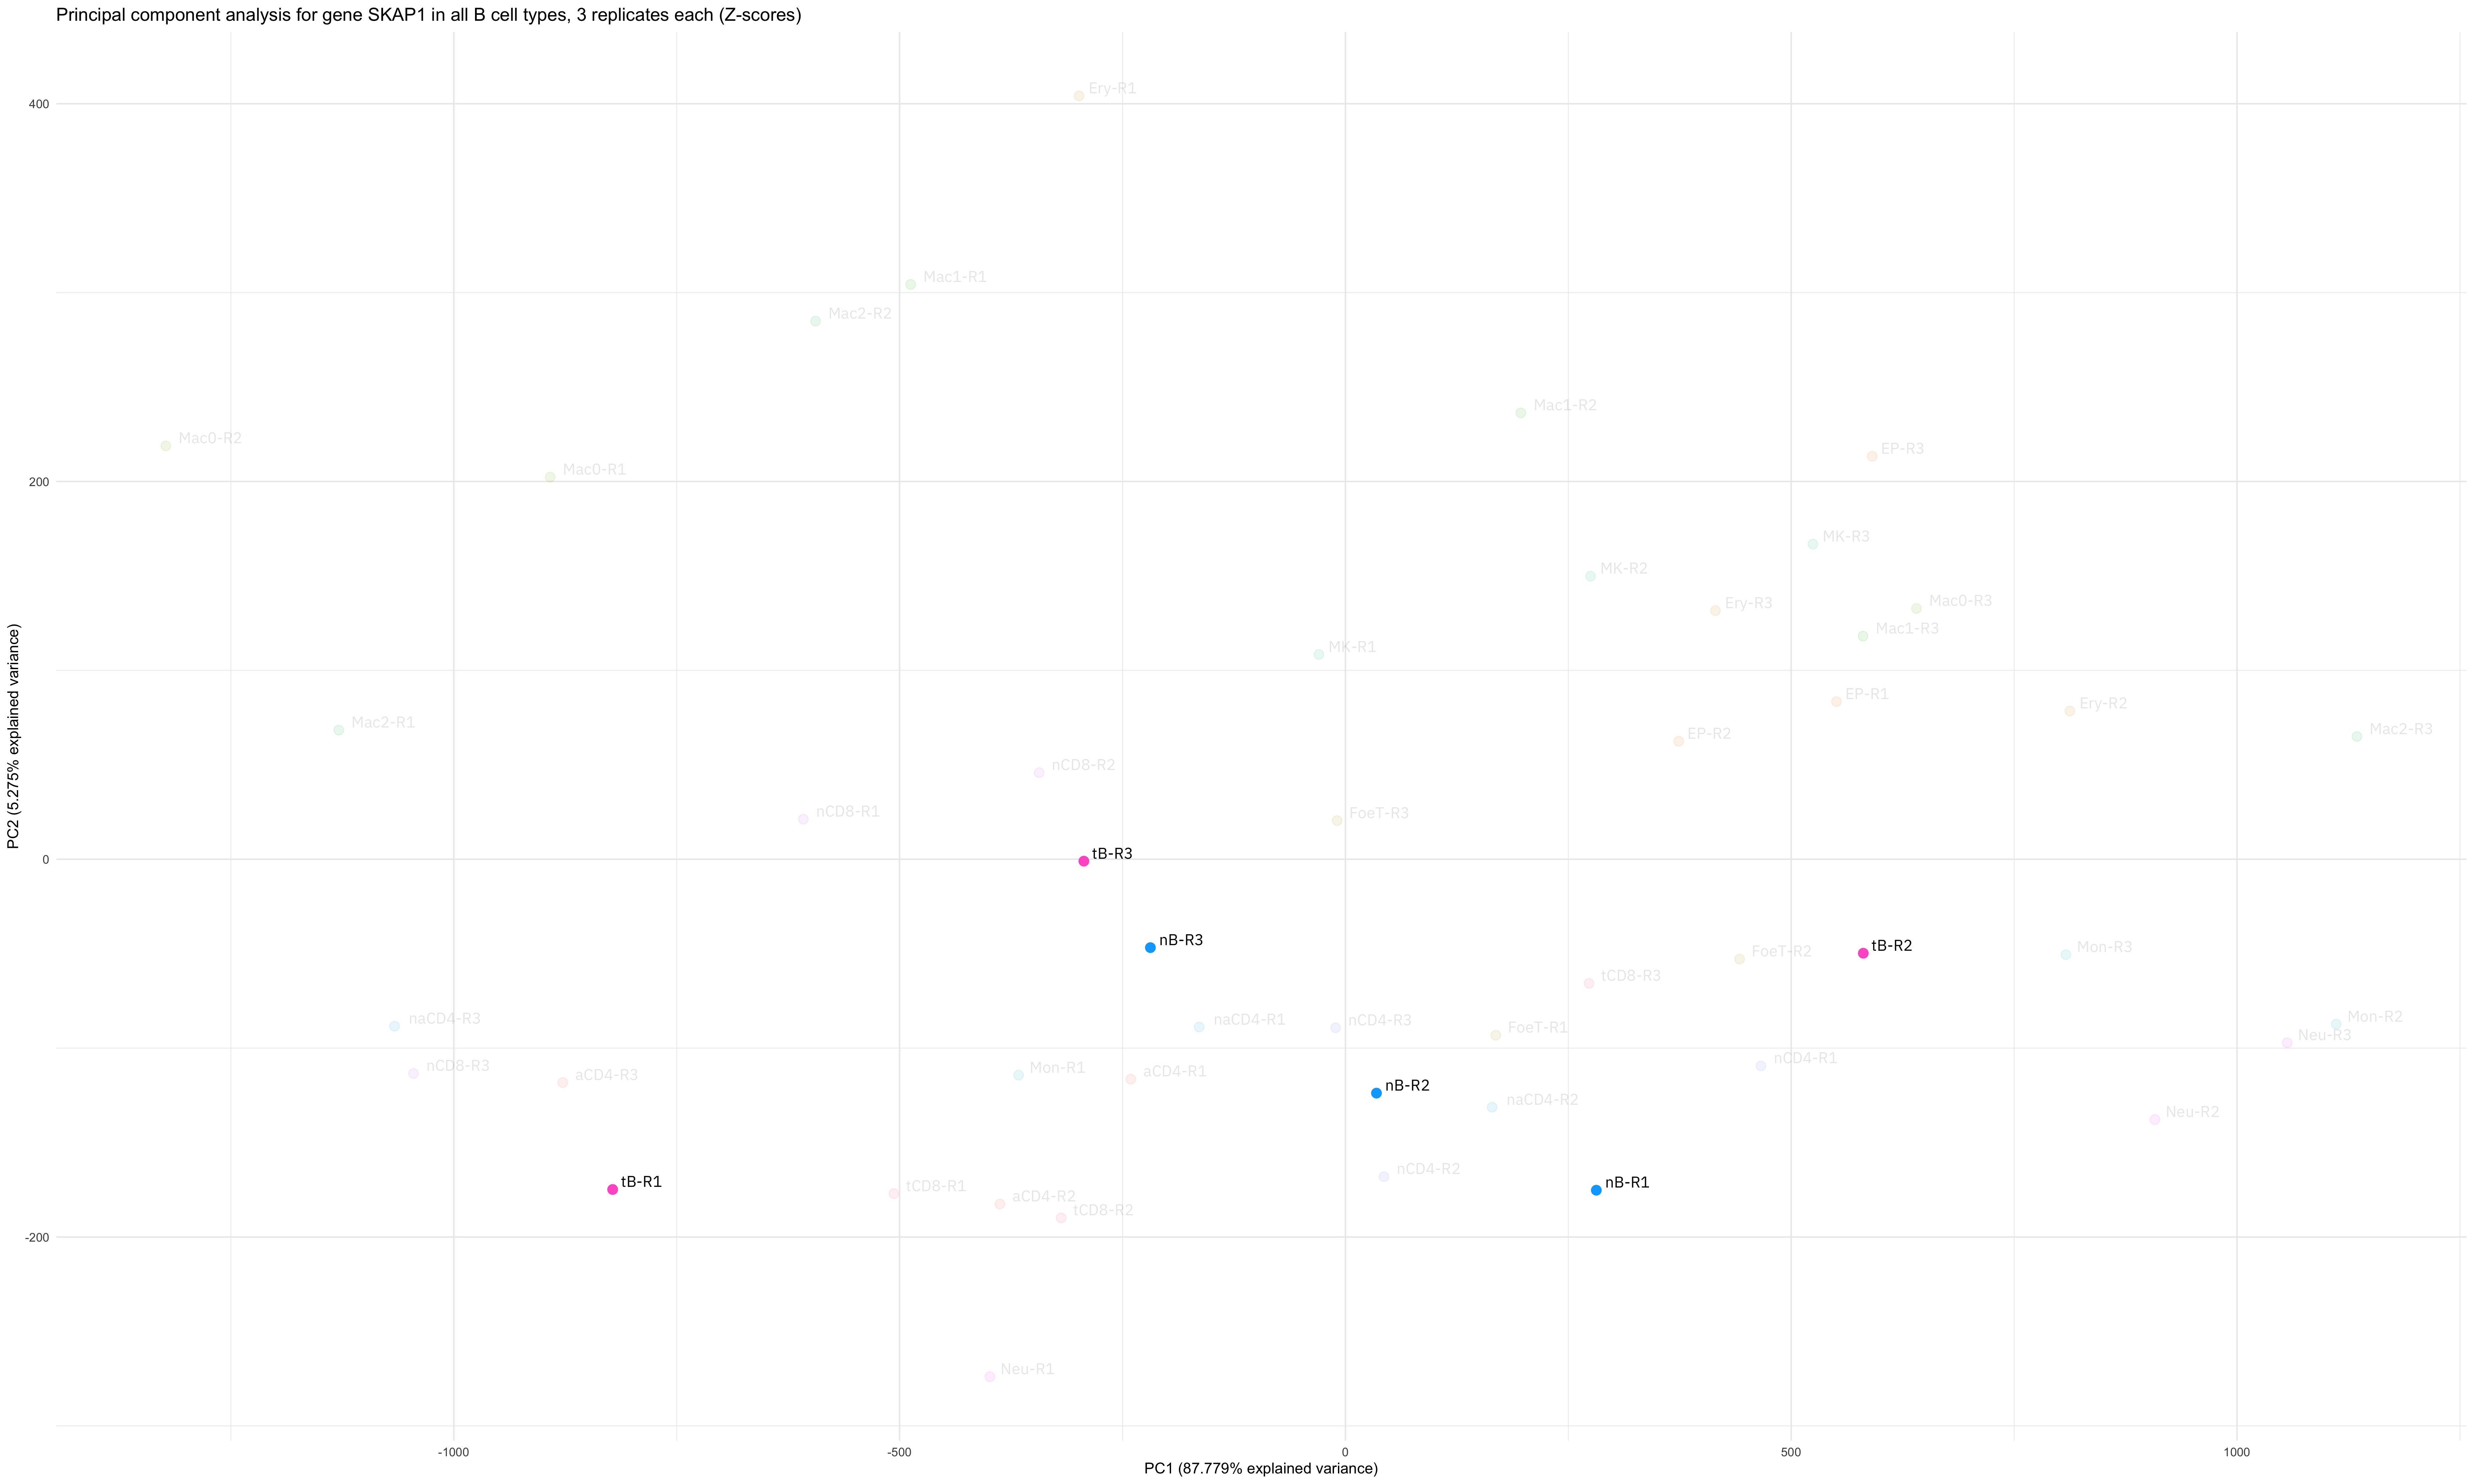 Principal component analysis for gene SKAP1 in all B cell types, 3 replicates each (Z-scores)
Ery-R1
400
Mac1-R1
Mac2-R2
Mac1-R2
Mac0-R2
EP-R3
Mac0-R1
200
MK-R3
MK-R2
Mac0-R3
Ery-R3
Mac1-R3
MK-R1
EP-R1
Ery-R2
Mac2-R1
Mac2-R3
EP-R2
nCD8-R2
nCD8-R1
FoeT-R3
tB-R3
0
nB-R3
tB-R2
Mon-R3
FoeT-R2
tCD8-R3
Mon-R2
naCD4-R3
naCD4-R1
nCD4-R3
FoeT-R1
Neu-R3
nCD4-R1
nCD8-R3
Mon-R1
aCD4-R1
aCD4-R3
nB-R2
naCD4-R2
Neu-R2
nCD4-R2
tB-R1
nB-R1
tCD8-R1
aCD4-R2
tCD8-R2
-200
Neu-R1
-1000
-500
0
500
1000
PC1 (87.779% explained variance)
PC2 (5.275% explained variance)